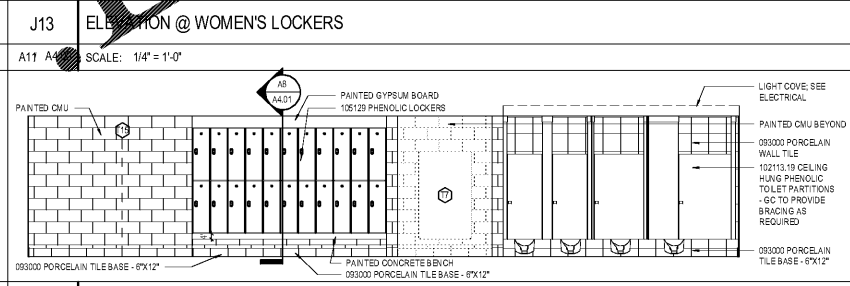 J13 ELEVATION @ WOMEN'S LOCKERS
A11
SCALE: 1/4" = 1'-0"
A8
A4.01
PAINTED GYPSUM BOARD
105129 PHENOLIC LOCKERS
PAINTED CMU
LIGHT COVE; SEE
ELECTRICAL
PAINTED CMU BEYOND
093000 PORCELAIN
WALL TILE
102113.19 CEILING
HUNG PHENOLIC
TOILET PARTITIONS
- GC TO PROVIDE
BRACING AS
REQUIRED
17
093000 PORCELAIN
TILE BASE - 6"X12"
093000 PORCELAIN TILE BASE - 6"X12"
PAINTED CONCRETE BENCH
093000 PORCELAIN TILE BASE - 6"X12"